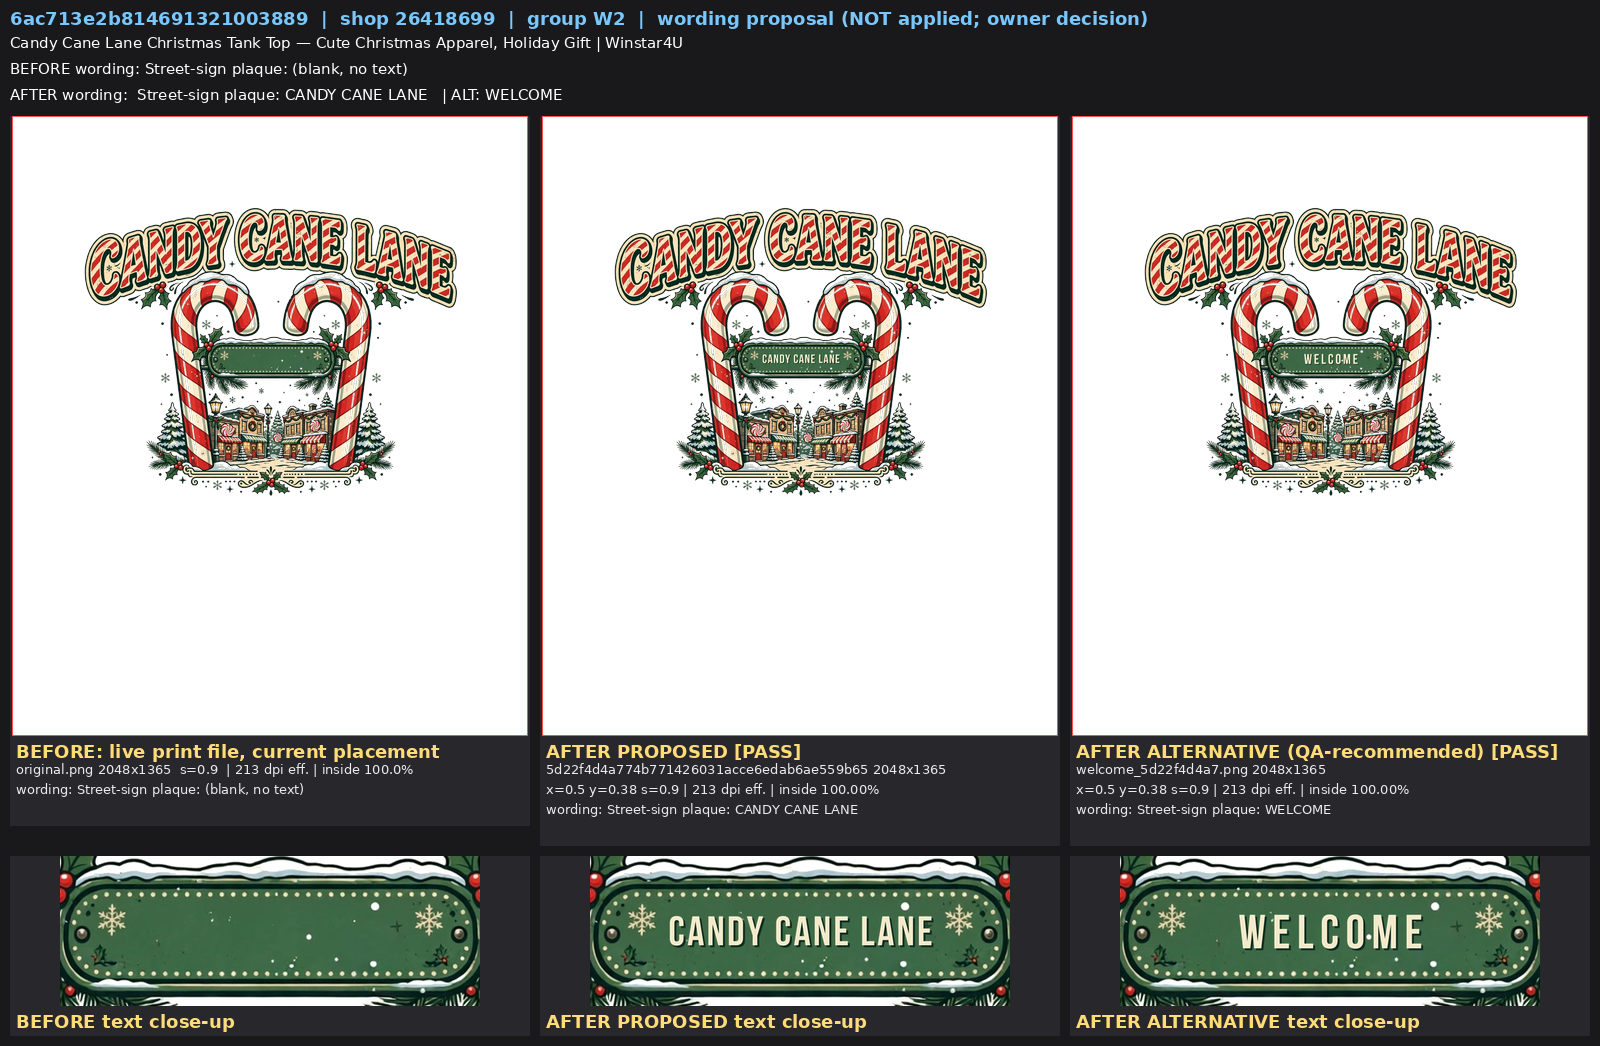 6ac713e2b814691321003889 | shop 26418699 | group W2 | wording proposal (NOT applied; owner decision)
Candy Cane Lane Christmas Tank Top — Cute Christmas Apparel, Holiday Gift | Winstar4U
BEFORE wording: Street-sign plaque: (blank, no text)
AFTER wording: Street-sign plaque: CANDY CANE LANE | ALT: WELCOME
CANDY CANE LANE
CANDY CANE LANE
CANDY CANE LANE
CANDY CANE LANE
WELCOME
BEFORE: live print file, current placement
original.png 2048x1365 s=0.9 | 213 dpi eff. | inside 100.0%
wording: Street-sign plaque: (blank, no text)
AFTER PROPOSED [PASS]
5d22f4d4a774b771426031acce6edab6ae559b65 2048x1365
x=0.5 y=0.38 s=0.9 | 213 dpi eff. | inside 100.00%
wording: Street-sign plaque: CANDY CANE LANE
AFTER ALTERNATIVE (QA-recommended) [PASS]
welcome_5d22f4d4a7.png 2048x1365
x=0.5 y=0.38 s=0.9 | 213 dpi eff. | inside 100.00%
wording: Street-sign plaque: WELCOME
CANDY CANE LANE
WELCOME
BEFORE text close-up
AFTER PROPOSED text close-up
AFTER ALTERNATIVE text close-up